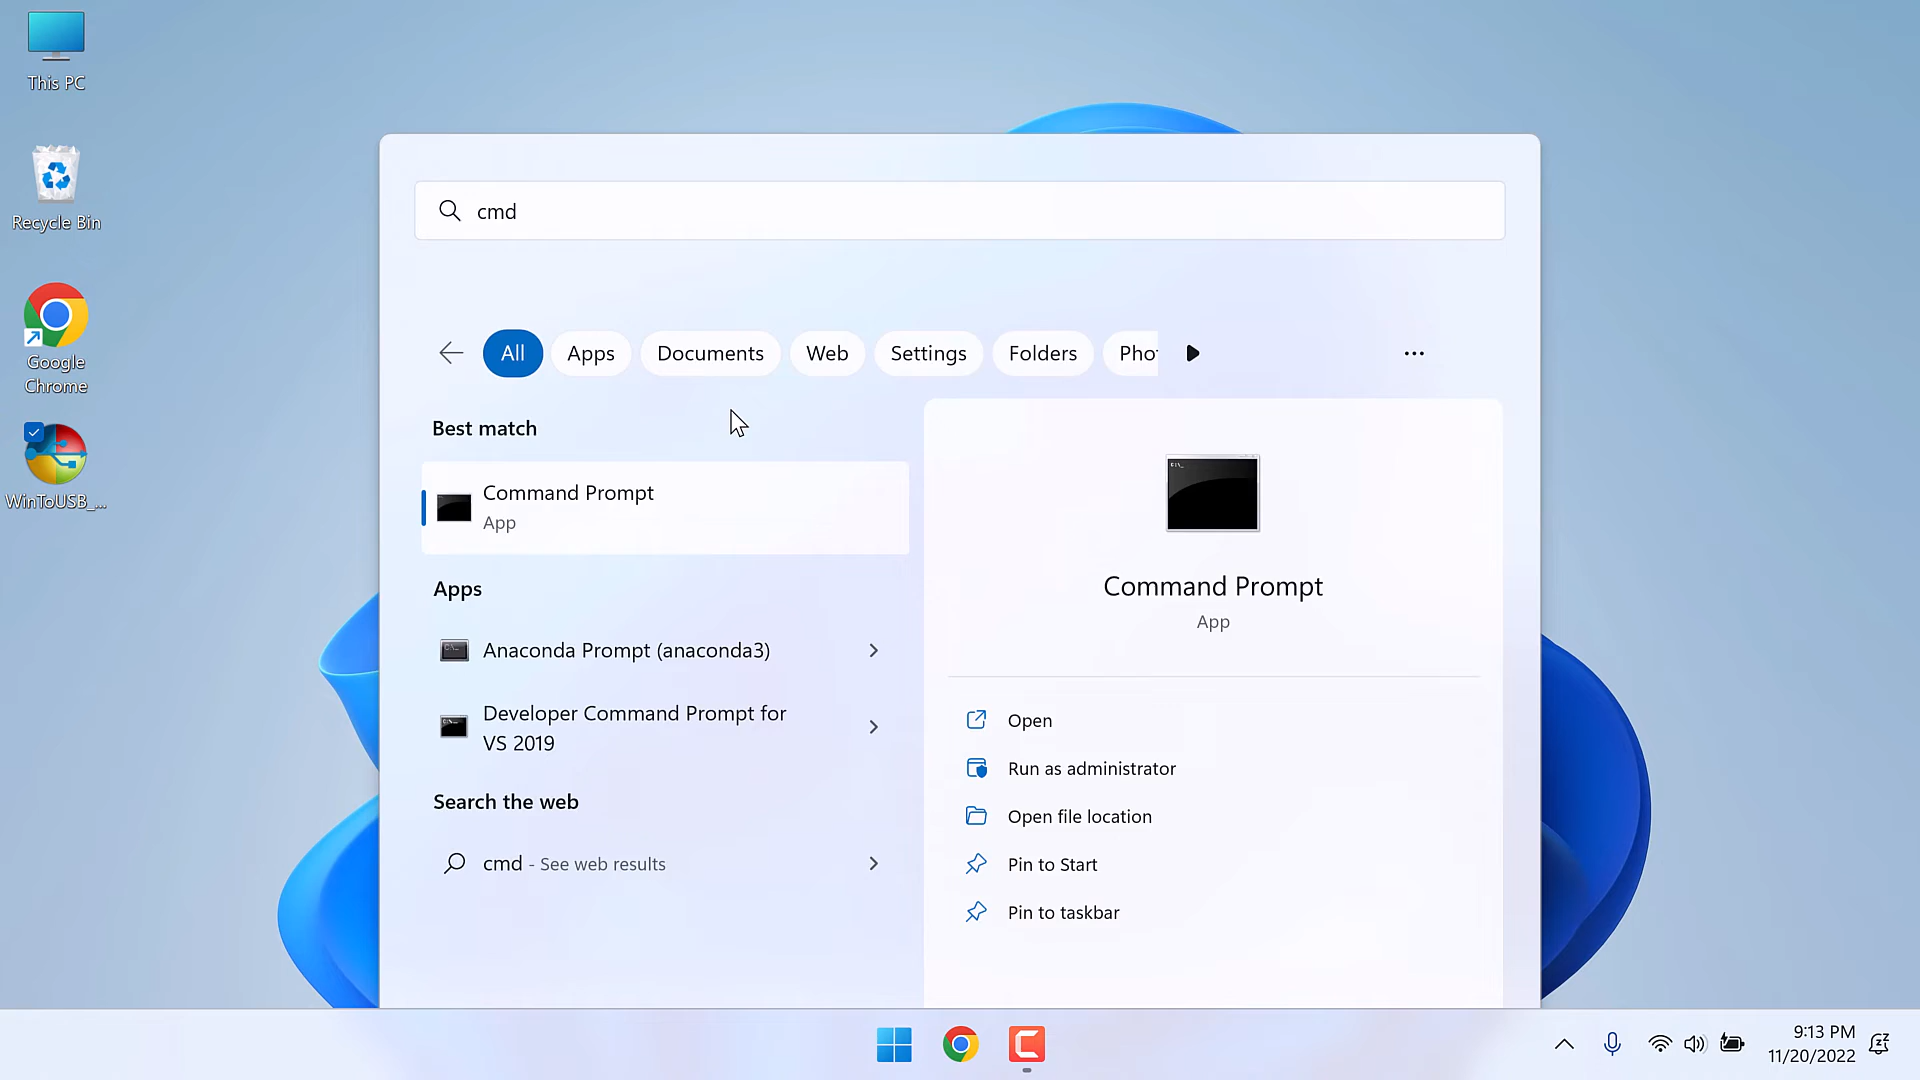 This PC
Recycle Bin
Google
Chrome
WinToUSB_...
cmd
All
Apps
Documents
Web
Settings
Folders
Pho
Best match
Command Prompt
App
Apps
Anaconda Prompt (anaconda3)
Developer Command Prompt for
VS 2019
Search the web
cmd - See web results
Command Prompt
App
Open
Run as administrator
Open file location
Pin to Start
Pin to taskbar
9:13 PM
11/20/2022